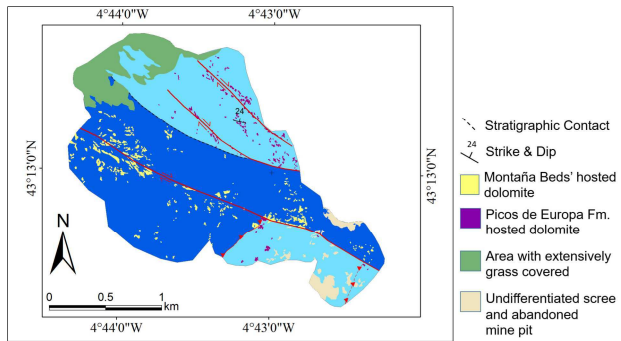 4°44'0"W
4°43'0"W
43°13'0"N
43°13'0"N
24
N
0
0.5
1
km
4°44'0"W
4°43'0"W
Stratigraphic Contact
24
Strike & Dip
Montaña Beds' hosted
dolomite
Picos de Europa Fm.
hosted dolomite
Area with extensively
grass covered
Undifferentiated scree
and abandoned
mine pit